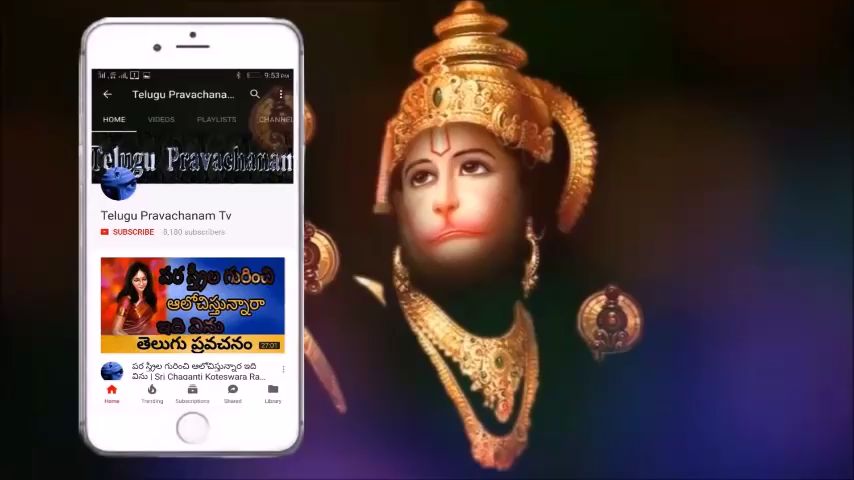 9:53 PM
Telugu Pravachana...
HOME VIDEOS PLAYLISTS CHANNEL
Telugu Pravachanam
Telugu Pravachanam Tv
SUBSCRIBE 8,180 subscribers
పర స్త్రీల గురించి
ఆలోచిస్తున్నారా
ఇది విను
తెలుగు ప్రవచనం 27:01
పర స్త్రీల గురించి ఆలోచిస్తున్నార ఇది
విను | Sri Chaganti Koteswara Ra...
Home Trending Subscriptions Shared Library